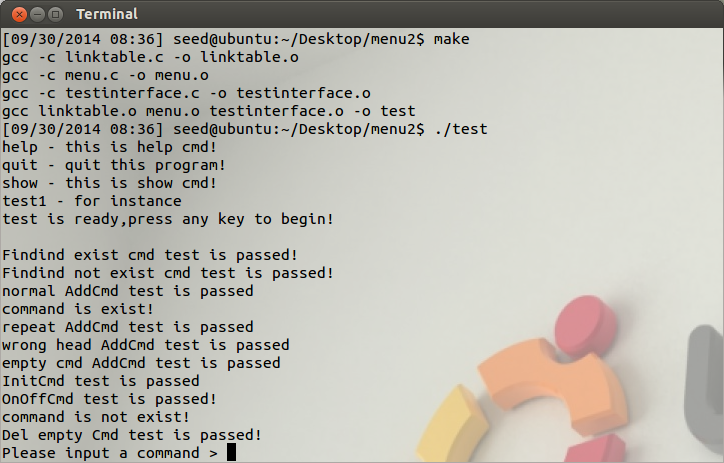 Terminal
[09/30/2014 08:36] seed@ubuntu:~/Desktop/menu2$ make
gcc -c linktable.c -o linktable.o
gcc -c menu.c -o menu.o
gcc -c testinterface.c -o testinterface.o
gcc linktable.o menu.o testinterface.o -o test
[09/30/2014 08:36] seed@ubuntu:~/Desktop/menu2$ ./test
help - this is help cmd!
quit - quit this program!
show - this is show cmd!
test1 - for instance
test is ready,press any key to begin!
Findind exist cmd test is passed!
Findind not exist cmd test is passed!
normal AddCmd test is passed
command is exist!
repeat AddCmd test is passed
wrong head AddCmd test is passed
empty cmd AddCmd test is passed
InitCmd test is passed
OnOffCmd test is passed!
command is not exist!
Del empty Cmd test is passed!
Please input a command >